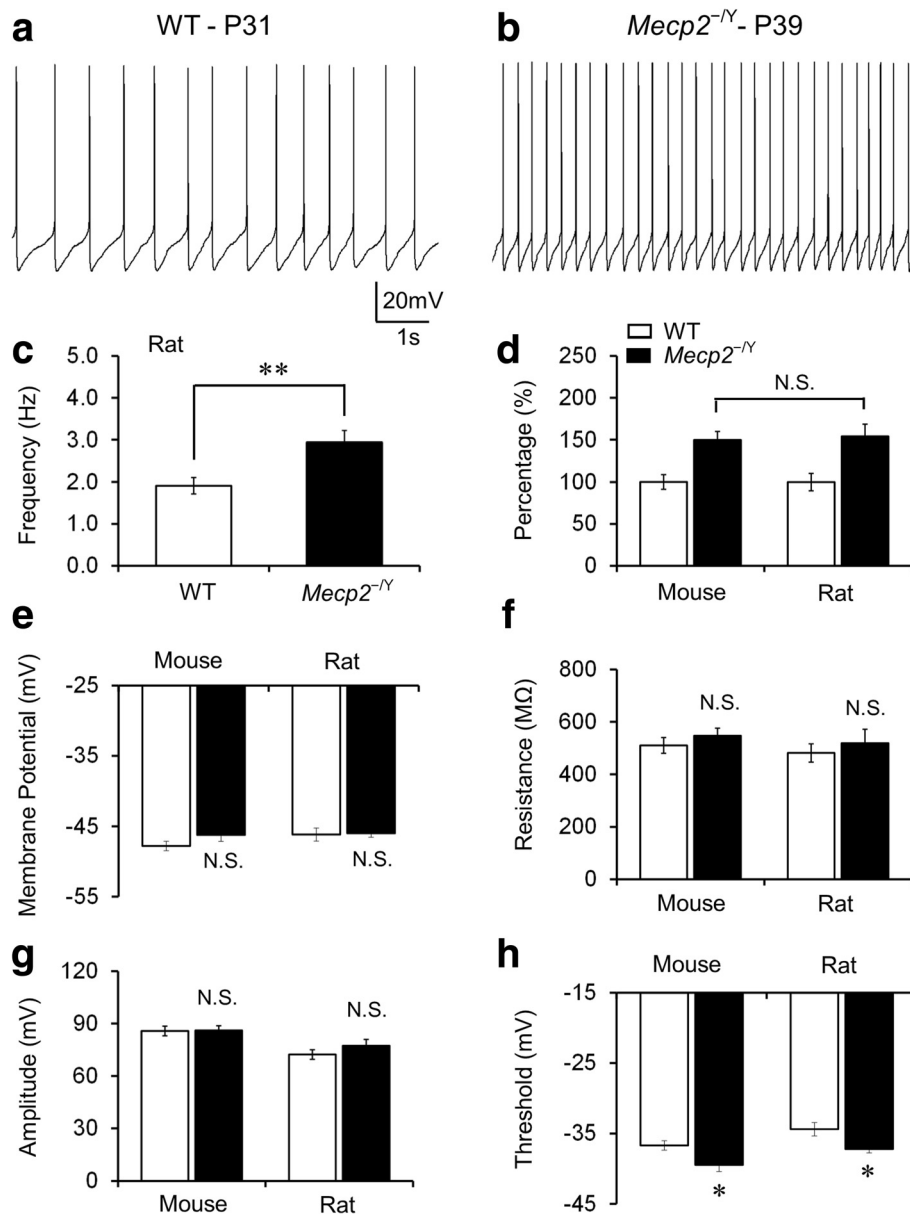 a WT - P31
b Mecp2⁻/Y - P39
20mV
1s
c Rat
5.0
4.0
3.0
2.0
1.0
0.0
Frequency (Hz)
**
WT
Mecp2⁻/Y
d
WT
Mecp2⁻/Y
250
200
150
100
50
0
Percentage (%)
N.S.
Mouse Rat
e
Mouse Rat
-25
-35
-45
-55
Membrane Potential (mV)
N.S. N.S.
f
800
600
400
200
0
Resistance (MΩ)
N.S. N.S.
Mouse Rat
g
120
90
60
30
0
Amplitude (mV)
N.S. N.S.
Mouse Rat
h
Mouse Rat
-15
-25
-35
-45
Threshold (mV)
* *